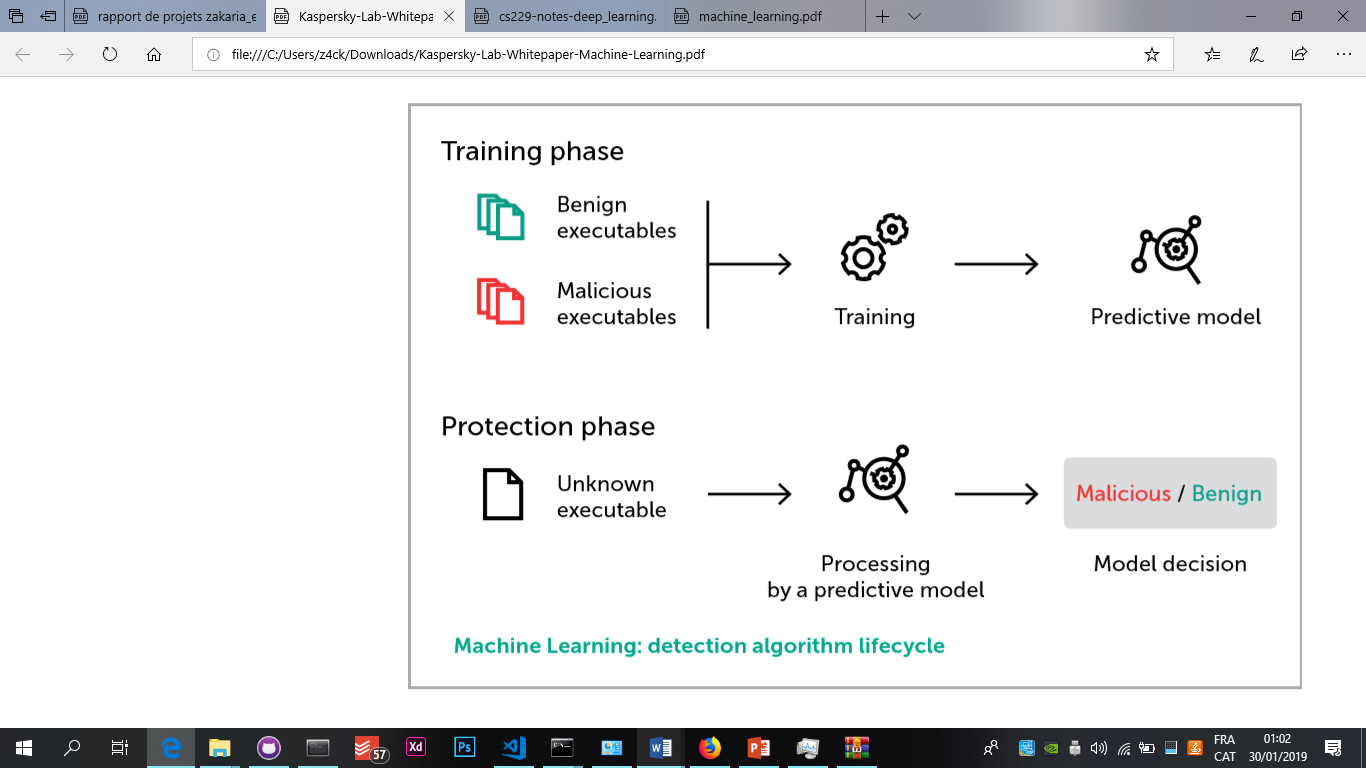 rapport de projets zakaria_e
Kaspersky-Lab-Whitepa
cs229-notes-deep_learning.
machine_learning.pdf
file:///C:/Users/z4ck/Downloads/Kaspersky-Lab-Whitepaper-Machine-Learning.pdf
Training phase
Benign
executables
Malicious
executables
Training
Predictive model
Protection phase
Unknown
executable
Processing
by a predictive model
Malicious / Benign
Model decision
Machine Learning: detection algorithm lifecycle
57
Xd
Ps
FRA
CAT
01:02
30/01/2019